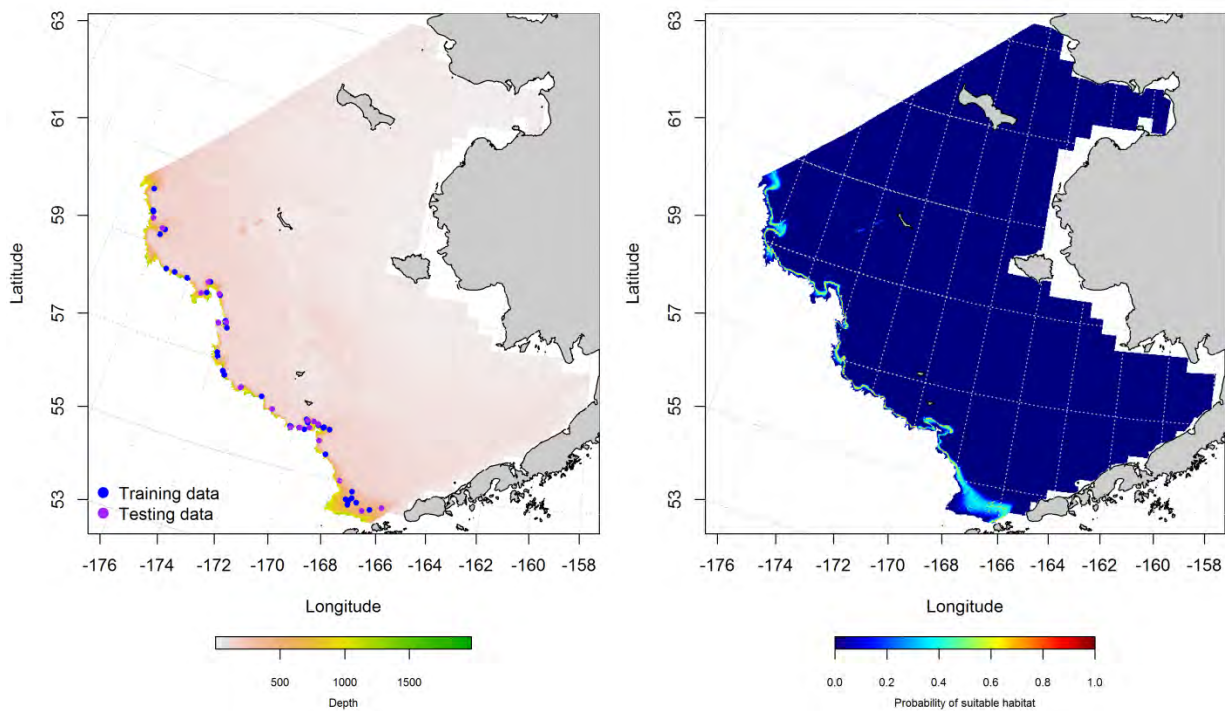 63
61
59
57
55
53
Latitude
Training data
Testing data
-176 -174 -172 -170 -168 -166 -164 -162 -160 -158
Longitude
500 1000 1500
Depth
63
61
59
57
55
53
Latitude
-176 -174 -172 -170 -168 -166 -164 -162 -160 -158
Longitude
0.0 0.2 0.4 0.6 0.8 1.0
Probability of suitable habitat